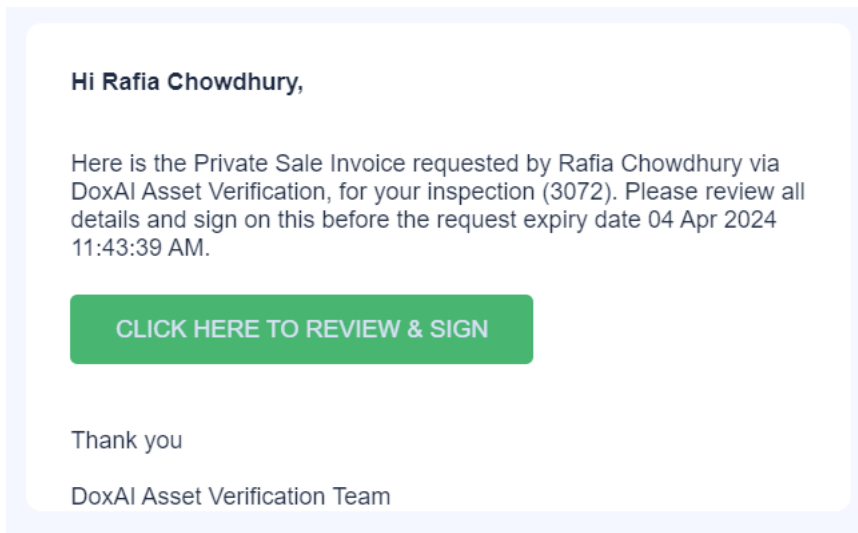 Hi Rafia Chowdhury,
Here is the Private Sale Invoice requested by Rafia Chowdhury via
DoxAI Asset Verification, for your inspection (3072). Please review all
details and sign on this before the request expiry date 04 Apr 2024
11:43:39 AM.
CLICK HERE TO REVIEW & SIGN
Thank you
DoxAI Asset Verification Team